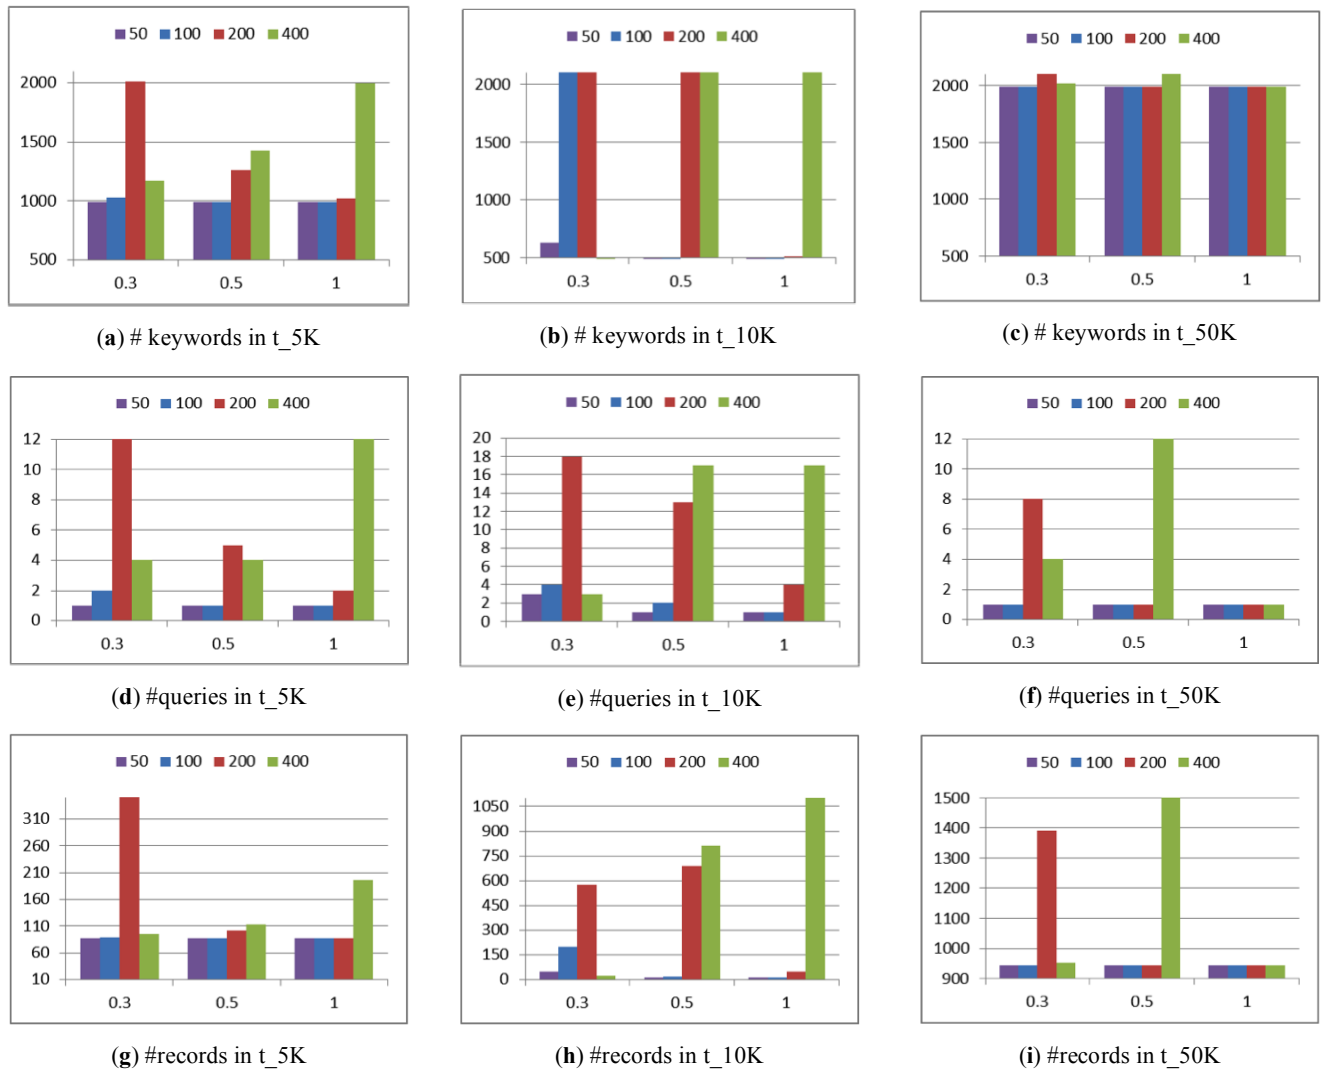 50 100 200 400
2000
1500
1000
500
0.3 0.5 1
(a) # keywords in t_5K
50 100 200 400
2000
1500
1000
500
0.3 0.5 1
(b) # keywords in t_10K
50 100 200 400
2000
1500
1000
500
0.3 0.5 1
(c) # keywords in t_50K
50 100 200 400
12
10
8
6
4
2
0
0.3 0.5 1
(d) #queries in t_5K
50 100 200 400
20
18
16
14
12
10
8
6
4
2
0
0.3 0.5 1
(e) #queries in t_10K
50 100 200 400
12
10
8
6
4
2
0
0.3 0.5 1
(f) #queries in t_50K
50 100 200 400
310
260
210
160
110
60
10
0.3 0.5 1
(g) #records in t_5K
50 100 200 400
1050
900
750
600
450
300
150
0
0.3 0.5 1
(h) #records in t_10K
50 100 200 400
1500
1400
1300
1200
1100
1000
900
0.3 0.5 1
(i) #records in t_50K